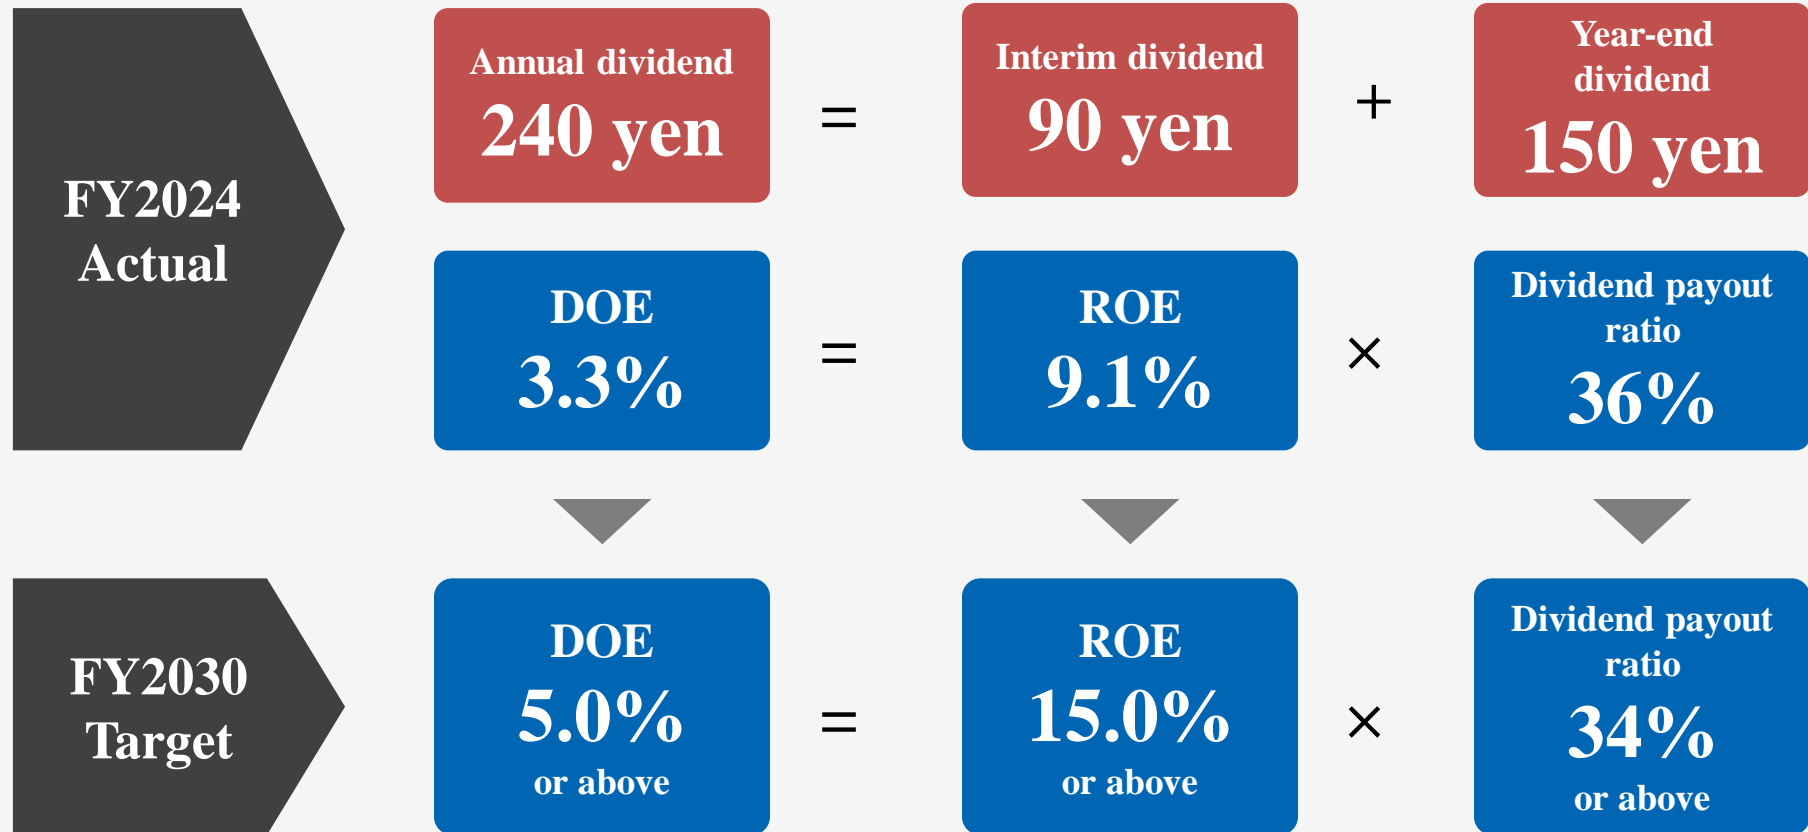 FY2024
Actual
Annual dividend
240 yen
=
Interim dividend
90 yen
+
Year-end
dividend
150 yen
DOE
3.3%
=
ROE
9.1%
×
Dividend payout
ratio
36%
FY2030
Target
DOE
5.0%
or above
=
ROE
15.0%
or above
×
Dividend payout
ratio
34%
or above